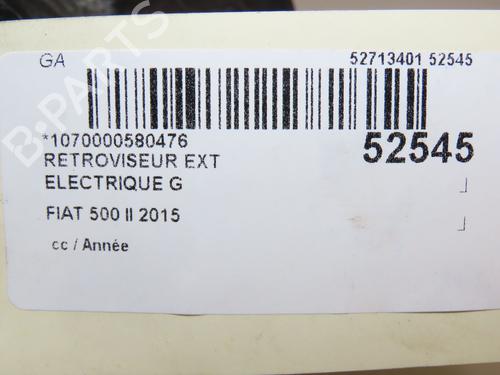 GA
52713401 52545
*1070000580476
52545
RETROVISEUR EXT
ELECTRIQUE G
FIAT 500 II 2015
cc / Année
B-PARTS